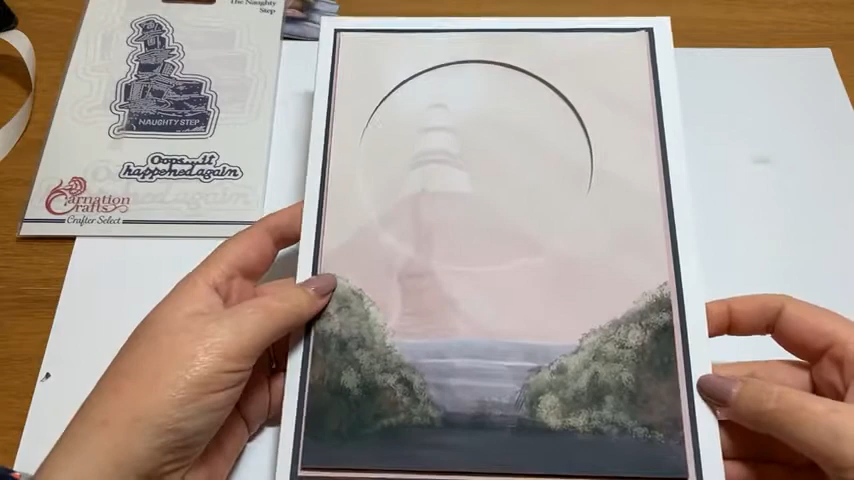 The Naughty
Step
NAUGHTY STEP
Oops...it
happened again
Carnation
Crafts
Crafter Select